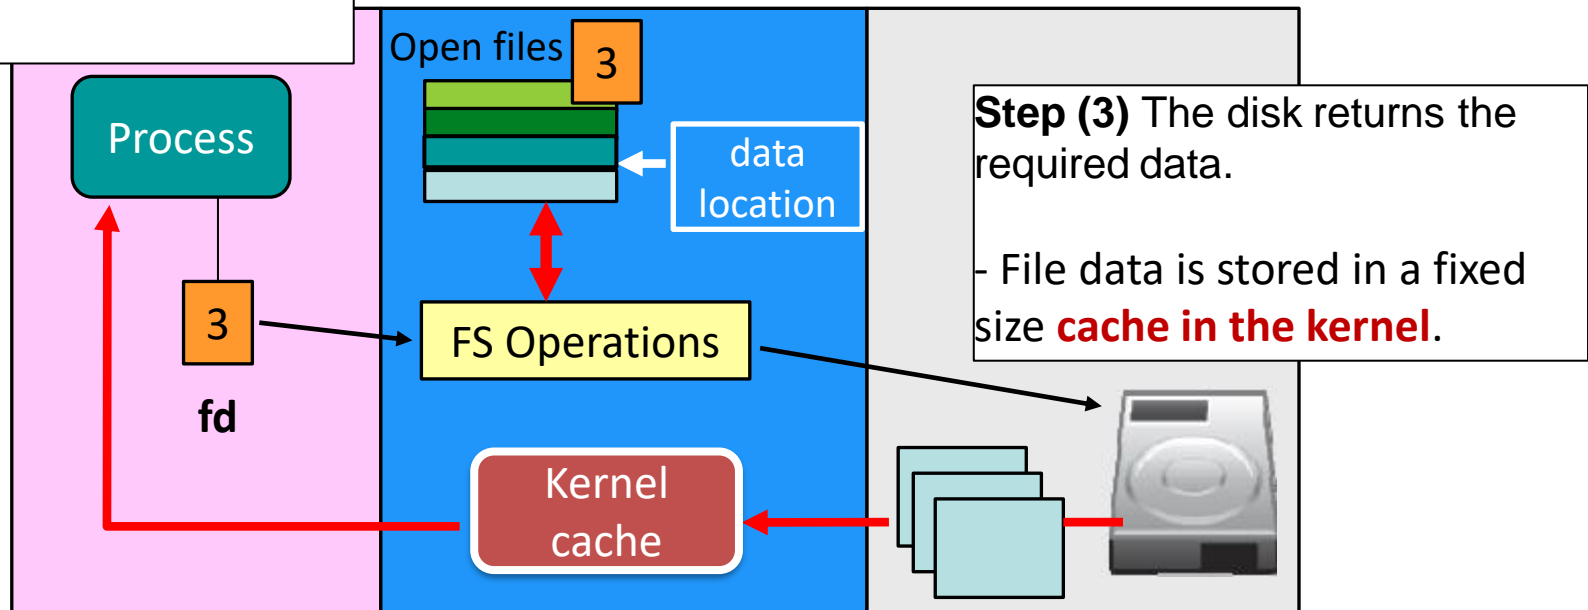 Open files
3
Process
data
location
Step (3) The disk returns the
required data.
- File data is stored in a fixed
size cache in the kernel.
3
FS Operations
fd
Kernel
cache